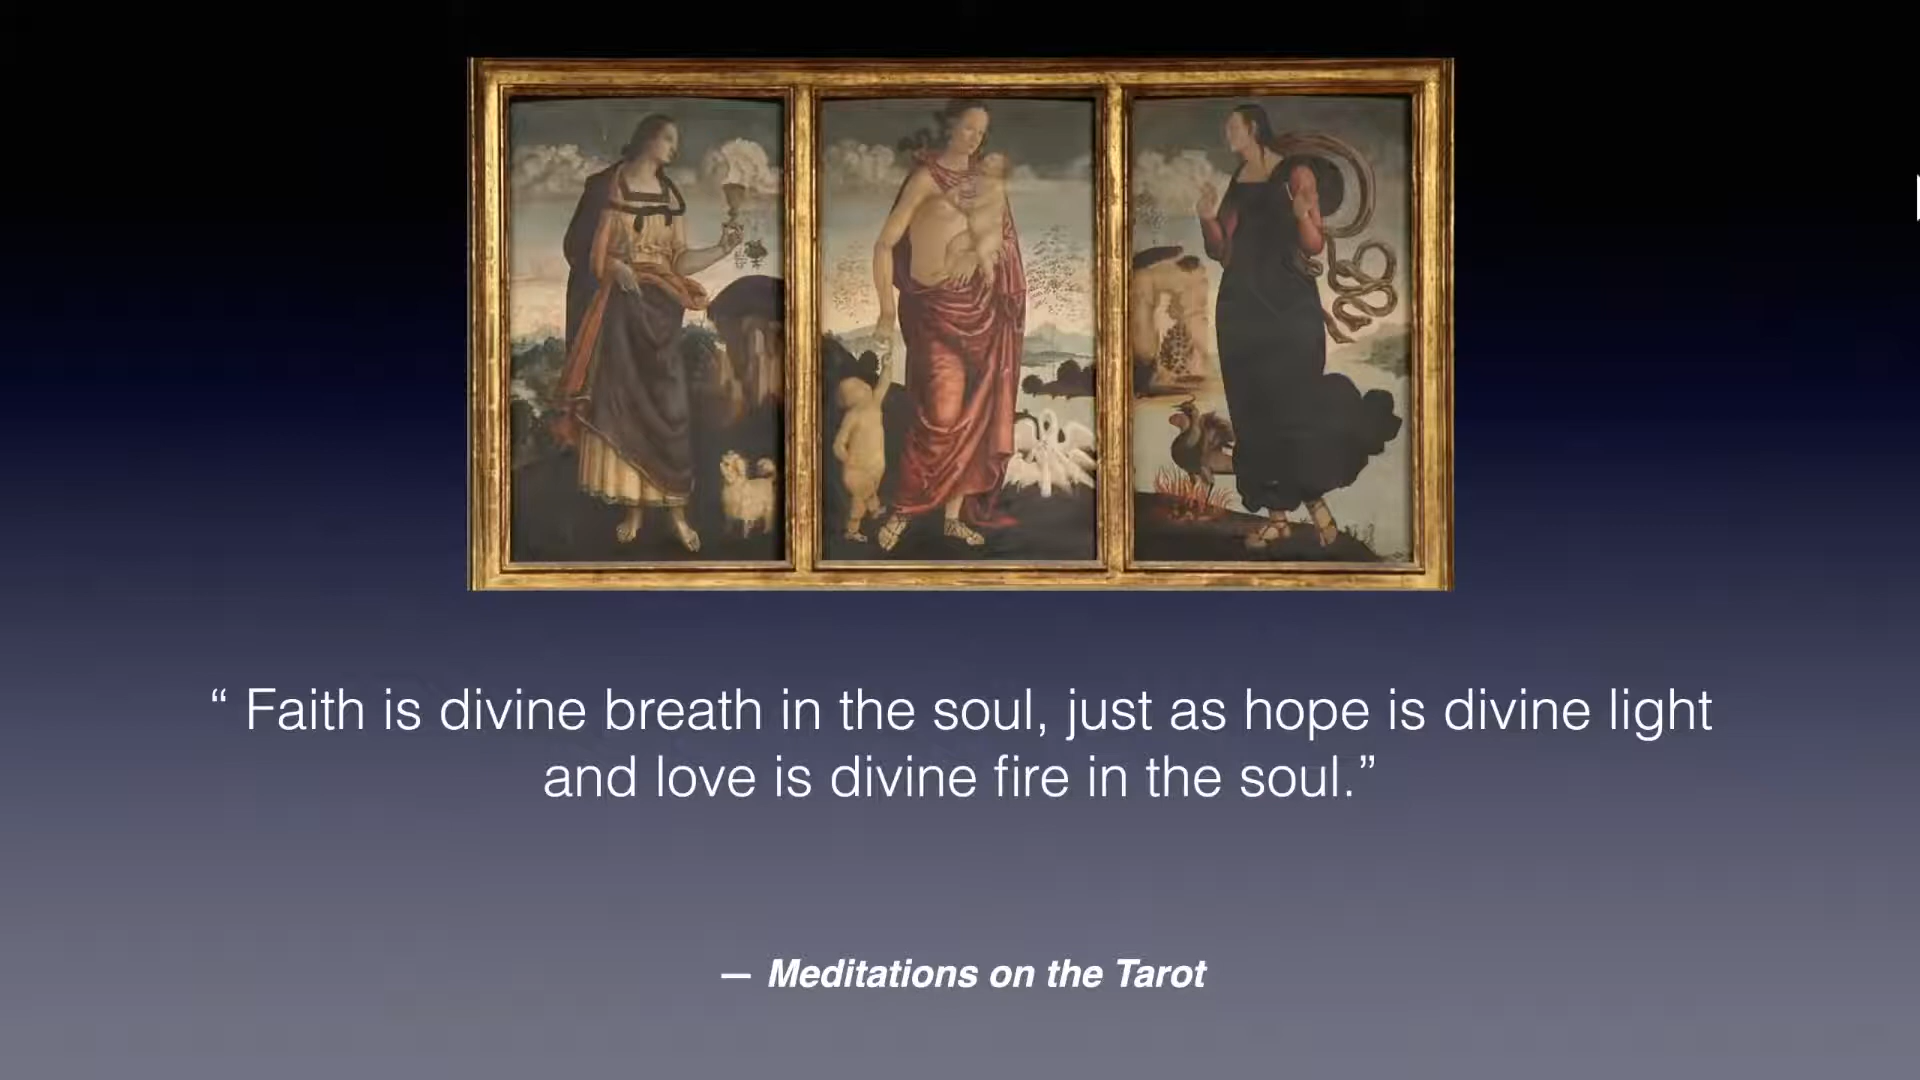 “ Faith is divine breath in the soul, just as hope is divine light
and love is divine fire in the soul.”
— Meditations on the Tarot